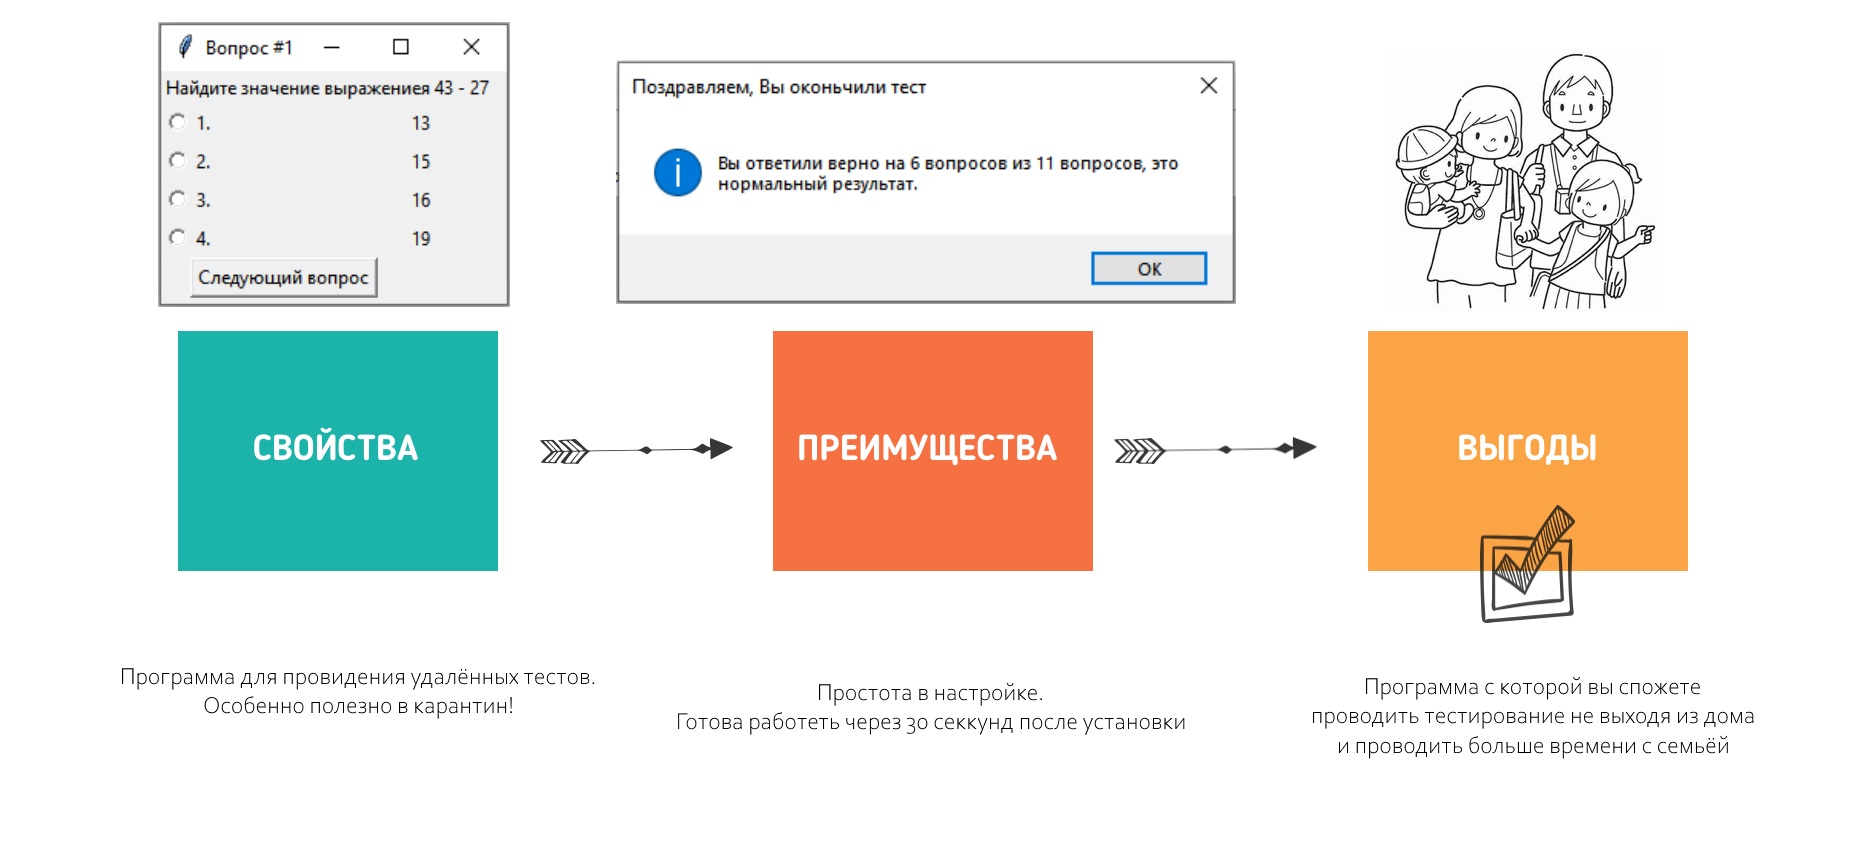 Вопрос #1
Найдите значение выражениея 43 - 27
1. 13
2. 15
3. 16
4. 19
Следующий вопрос
Поздравляем, Вы оконьчили тест
Вы ответили верно на 6 вопросов из 11 вопросов, это
нормальный результат.
ОК
СВОЙСТВА
ПРЕИМУЩЕСТВА
ВЫГОДЫ
Программа для провидения удалённых тестов.
Особенно полезно в карантин!
Простота в настройке.
Готова работеть через 30 секкунд после установки
Программа с которой вы спожете
проводить тестирование не выходя из дома
и проводить больше времени с семьёй